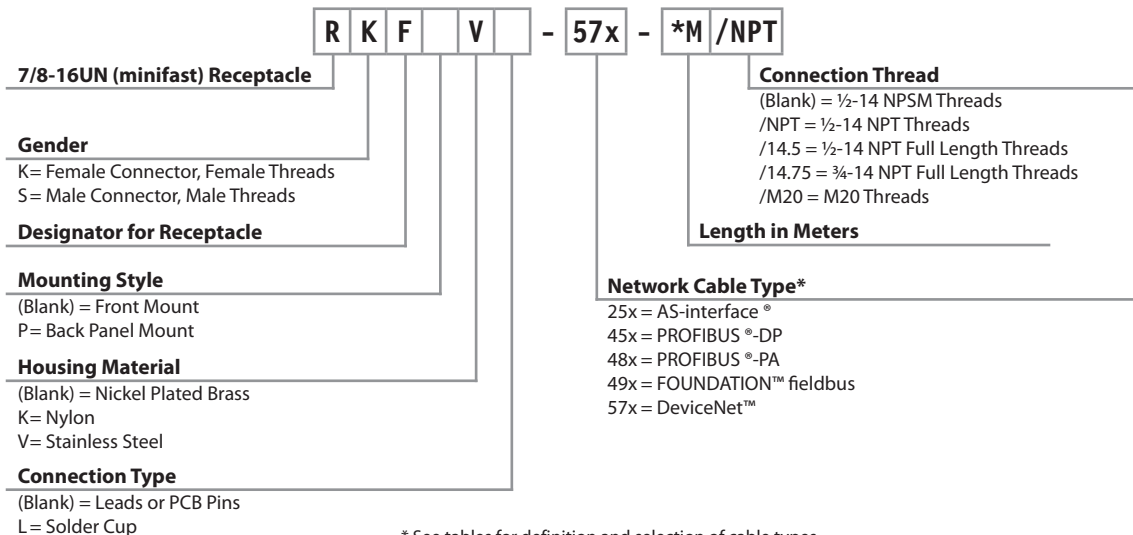 R K F V - 57x - *M /NPT
7/8-16UN (minifast) Receptacle
Gender
K= Female Connector, Female Threads
S= Male Connector, Male Threads
Designator for Receptacle
Mounting Style
(Blank) = Front Mount
P= Back Panel Mount
Housing Material
(Blank) = Nickel Plated Brass
K= Nylon
V= Stainless Steel
Connection Type
(Blank) = Leads or PCB Pins
L= Solder Cup
Connection Thread
(Blank) = ½-14 NPSM Threads
/NPT = ½-14 NPT Threads
/14.5 = ½-14 NPT Full Length Threads
/14.75 = ¾-14 NPT Full Length Threads
/M20 = M20 Threads
Length in Meters
Network Cable Type*
25x = AS-interface ®
45x = PROFIBUS ®-DP
48x = PROFIBUS ®-PA
49x = FOUNDATION™ fieldbus
57x = DeviceNet™
* See tables for definition and selection of cable types